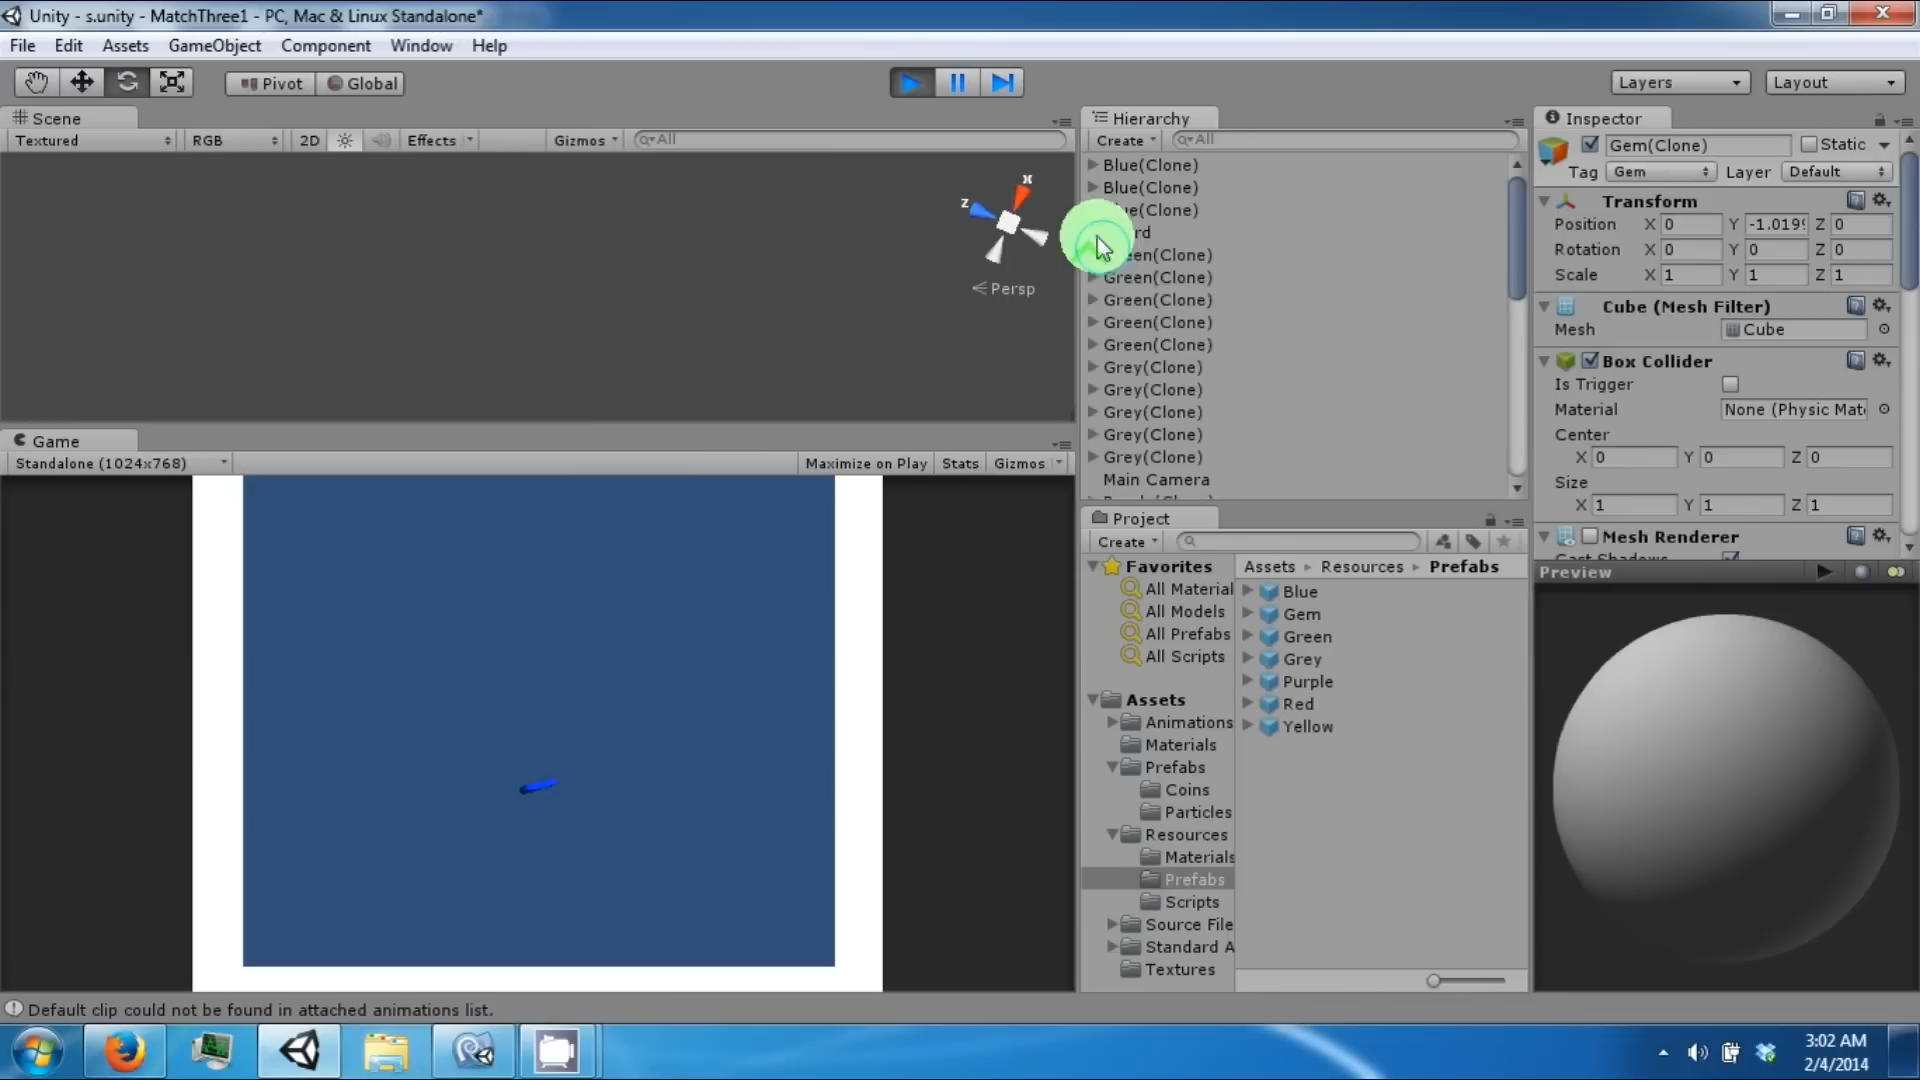 Unity - s.unity - MatchThree1 - PC, Mac & Linux Standalone*
File Edit Assets GameObject Component Window Help
Pivot Global Layers Layout
Scene
Textured RGB 2D Effects Gizmos All
Persp
X
Z
Game
Standalone (1024x768) Maximize on Play Stats Gizmos
Hierarchy
Create All
Blue(Clone)
Blue(Clone)
(Clone)
Green(Clone)
Green(Clone)
Green(Clone)
Green(Clone)
Grey(Clone)
Grey(Clone)
Grey(Clone)
Grey(Clone)
Grey(Clone)
Main Camera
Project
Create
Favorites
All Material
All Models
All Prefabs
All Scripts
Assets
Animations
Materials
Prefabs
Coins
Particles
Resources
Materials
Prefabs
Scripts
Source File
Standard A
Textures
Assets Resources Prefabs
Blue
Gem
Green
Grey
Purple
Red
Yellow
Inspector
Gem(Clone) Static
Tag Gem Layer Default
Transform
Position X 0 Y -1.019 Z 0
Rotation X 0 Y 0 Z 0
Scale X 1 Y 1 Z 1
Cube (Mesh Filter)
Mesh Cube
Box Collider
Is Trigger
Material None (Physic Mat
Center
X 0 Y 0 Z 0
Size
X 1 Y 1 Z 1
Mesh Renderer
Preview
Default clip could not be found in attached animations list.
3:02 AM
2/4/2014